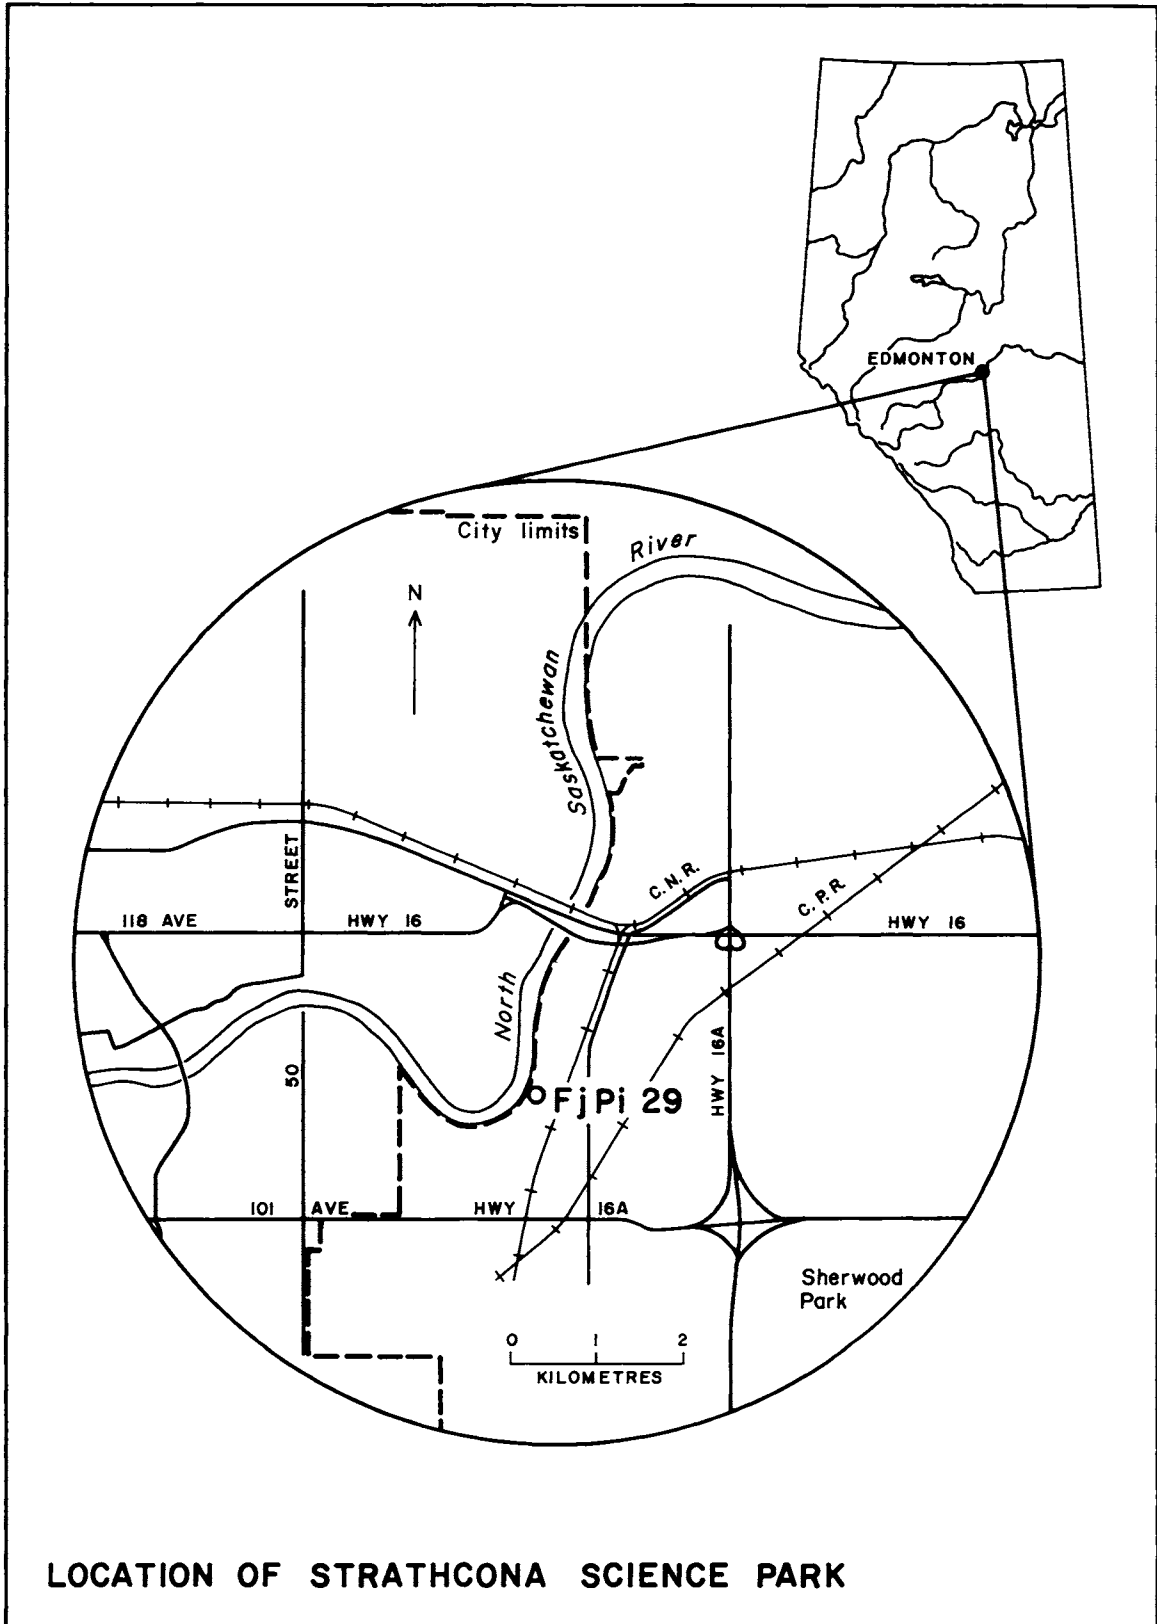 EDMONTON
City limits
River
N
Saskatchewan
STREET
C.N.R.
C.P.R.
118 AVE
HWY 16
HWY 16
North
50
HWY 16A
FjPi 29
101 AVE
HWY 16A
Sherwood
Park
0 1 2
KILOMETRES
LOCATION OF STRATHCONA SCIENCE PARK